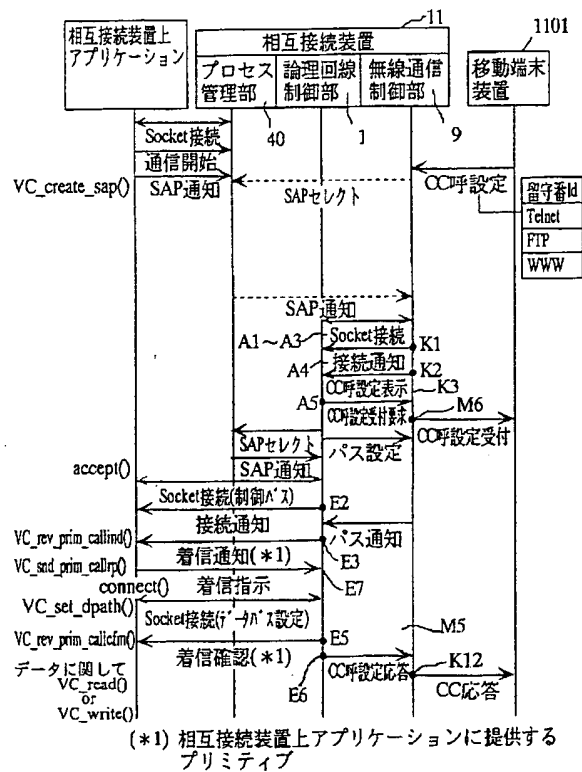 11
相互接続装置上
アプリケーション
相互接続装置
プロセス
管理部
論理回線
制御部
無線通信
制御部
1101
移動端末
装置
40
1
9
Socket接続
通信開始
VC_create_sap()
SAP通知
SAPセレクト
CC呼設定
留守番Id
Telnet
FTP
WWW
SAP通知
A1～A3
Socket接続
K1
A4
接続通知
K2
CC呼設定表示
K3
A5
CC呼設定受付要求
M6
SAPセレクト
パス設定
CC呼設定受付
accept()
SAP通知
Socket接続(制御パス)
E2
接続通知
パス通知
VC_rev_prim_callind()
E3
VC_snd_prim_callrp()
着信通知(*1)
E7
connect()
着信指示
VC_set_dpath()
Socket接続(データパス設定)
M5
VC_rev_prim_callcfm()
E5
着信確認(*1)
CC呼設定応答
K12
データに関して
VC_read()
or
VC_write()
E6
CC応答
(*1) 相互接続装置上アプリケーションに提供する
プリミティブ